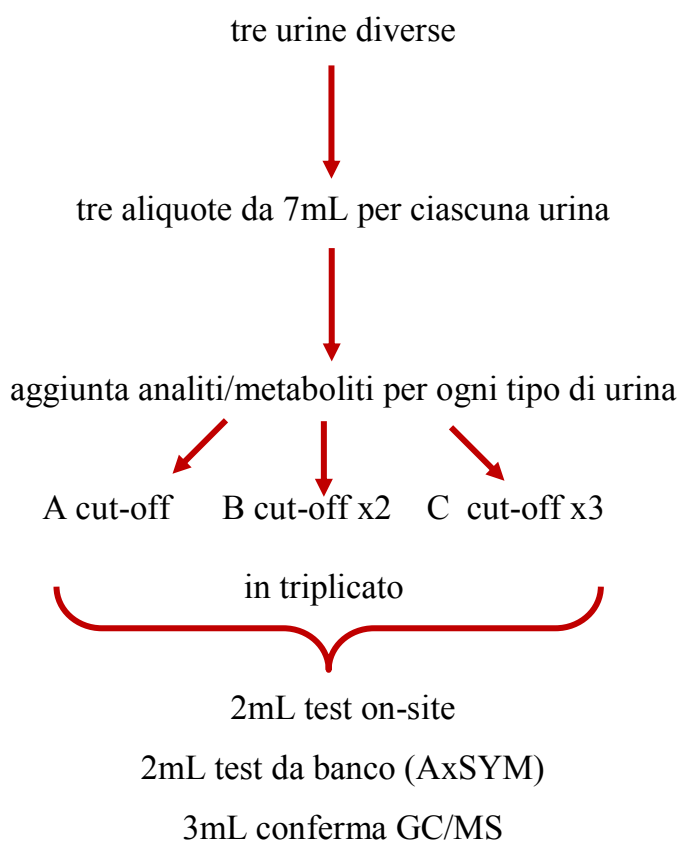 tre urine diverse
tre aliquote da 7mL per ciascuna urina
aggiunta analiti/metaboliti per ogni tipo di urina
A cut-off B cut-off x2 C cut-off x3
in triplicato
2mL test on-site
2mL test da banco (AxSYM)
3mL conferma GC/MS